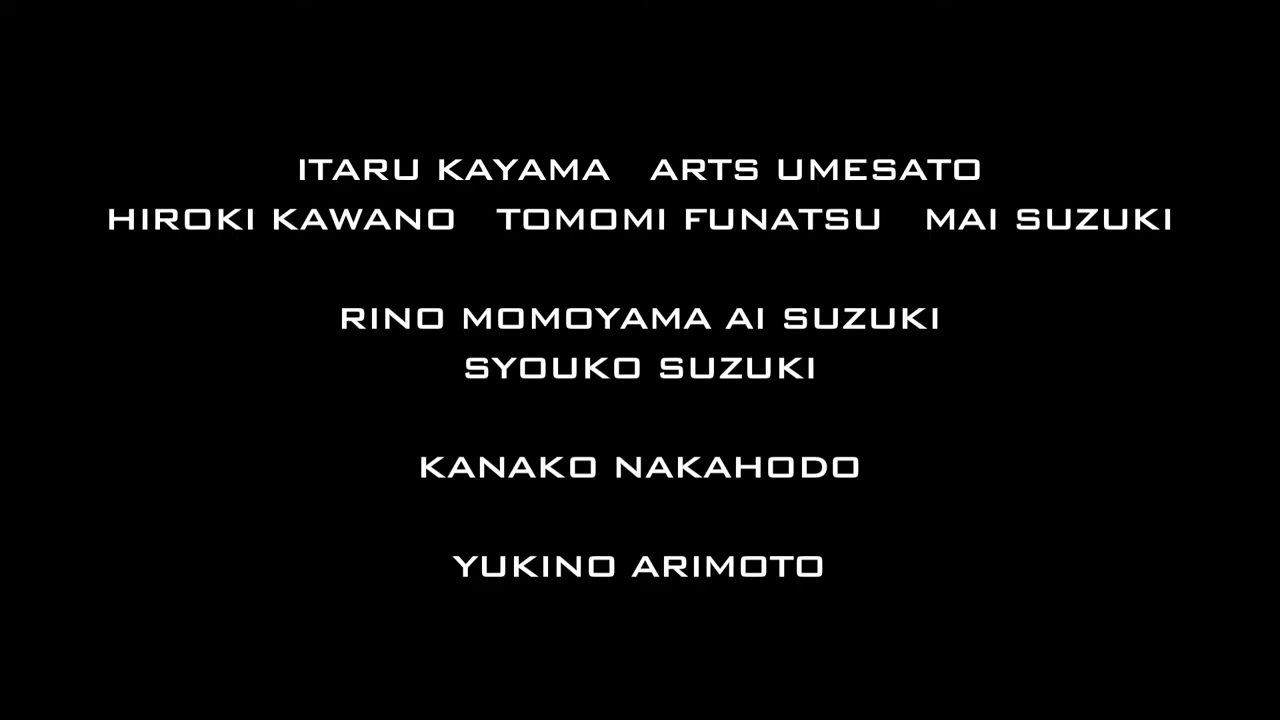 ITARU KAYAMA ARTS UMESATO
HIROKI KAWANO TOMOMI FUNATSU MAI SUZUKI
RINO MOMOYAMA AI SUZUKI
SYOUKO SUZUKI
KANAKO NAKAHODO
YUKINO ARIMOTO